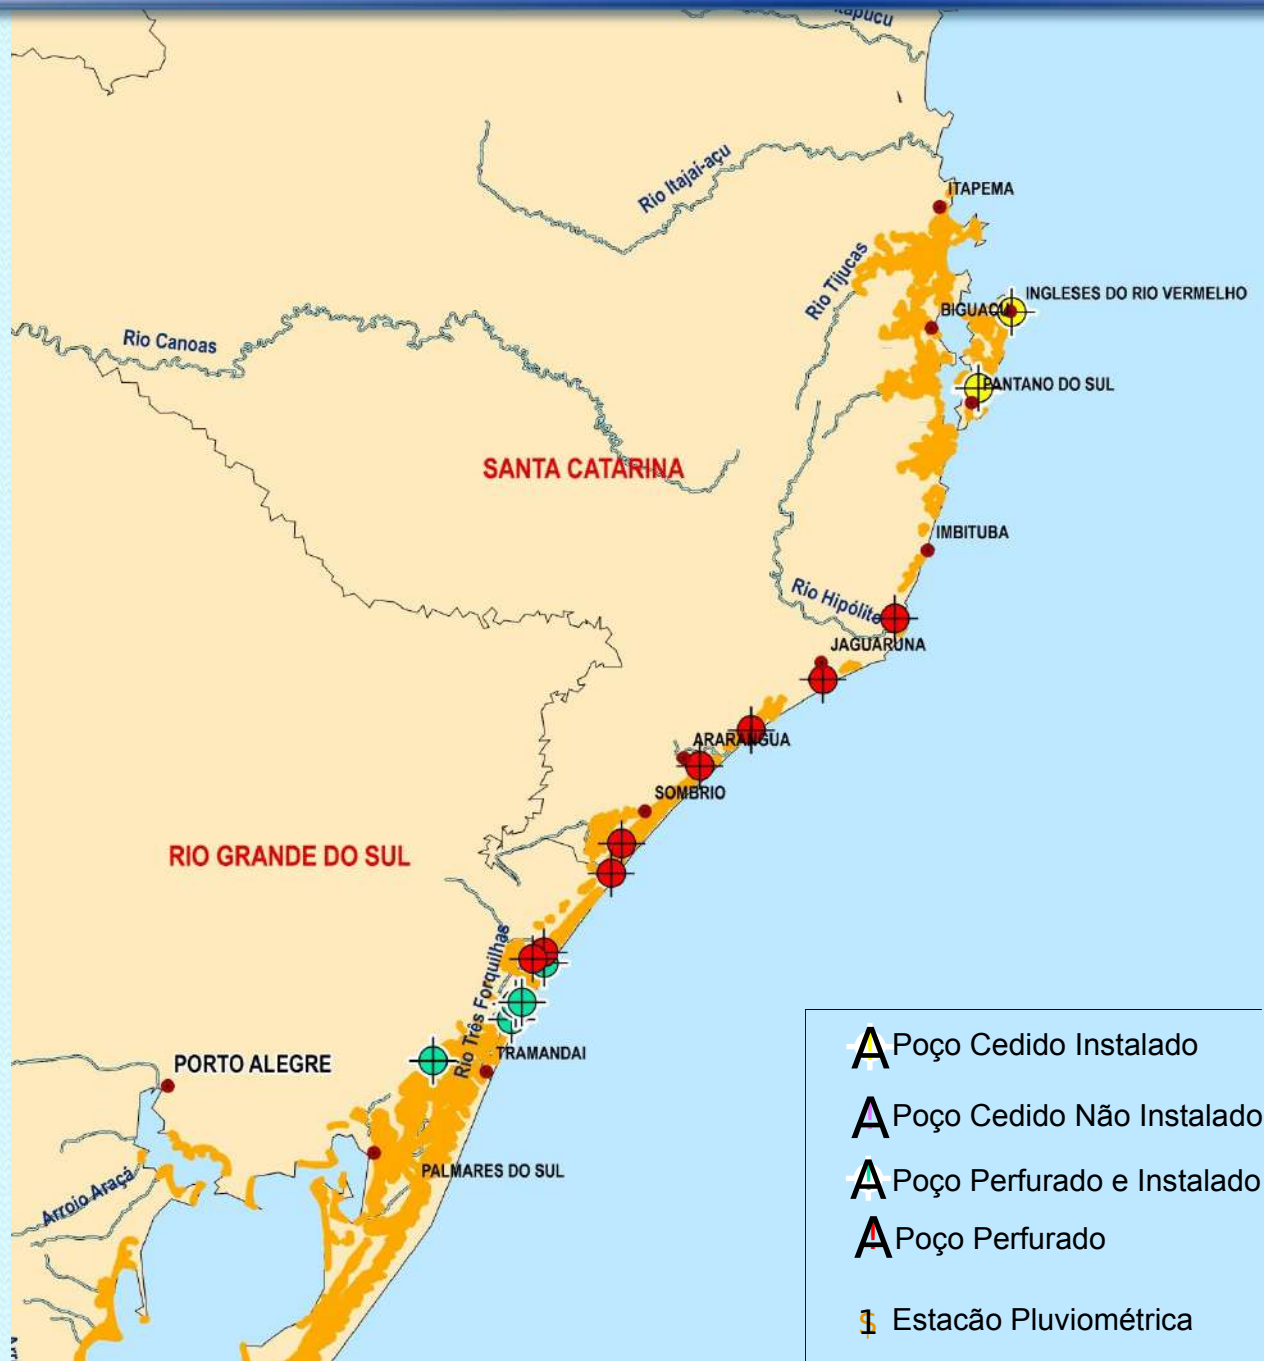 Itapucu
Rio Itajai-açu
ITAPEMA
Rio Tijucas
INGLESES DO RIO VERMELHO
BIGUAÇU
Rio Canoas
PANTANO DO SUL
SANTA CATARINA
IMBITUBA
Rio Hipólito
JAGUARUNA
ARARANGUA
SOMBRIO
RIO GRANDE DO SUL
Rio Três Forquilhas
TRAMANDAI
PORTO ALEGRE
PALMARES DO SUL
Arroio Araçá
A Poço Cedido Instalado
A Poço Cedido Não Instalado
A Poço Perfurado e Instalado
A Poço Perfurado
1 Estacão Pluviométrica